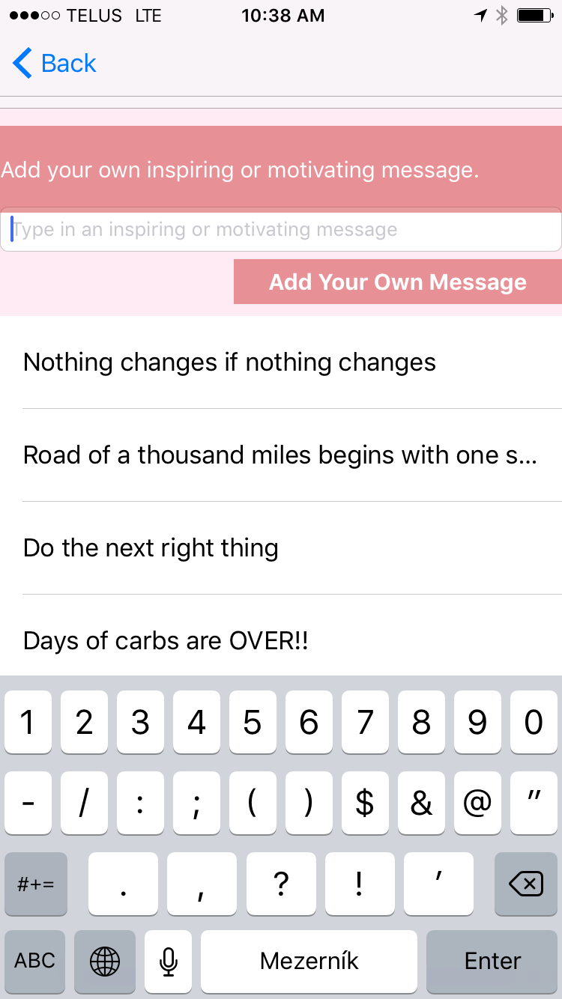 TELUS LTE 10:38 AM
Back
Add your own inspiring or motivating message.
Type in an inspiring or motivating message
Add Your Own Message
Nothing changes if nothing changes
Road of a thousand miles begins with one s...
Do the next right thing
Days of carbs are OVER!!
1 2 3 4 5 6 7 8 9 0
- / : ; ( ) $ & @ "
#+= . , ? ! '
ABC Mezerník Enter